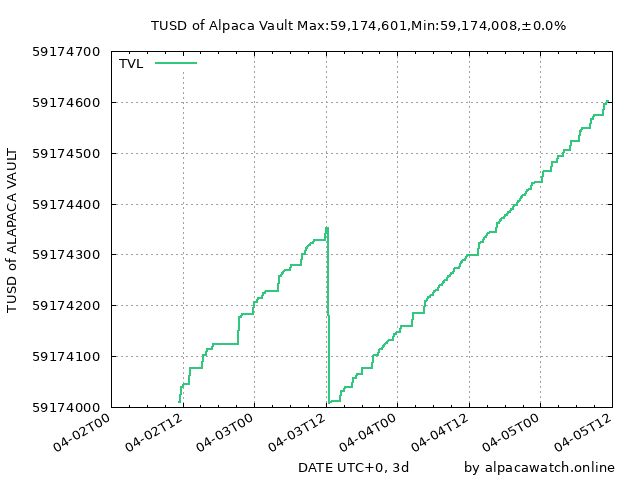 TUSD of Alpaca Vault Max:59,174,601,Min:59,174,008,±0.0%
TVL
59174700
59174600
59174500
59174400
59174300
59174200
59174100
59174000
TUSD of ALAPACA VAULT
04-02T00
04-02T12
04-03T00
04-03T12
04-04T00
04-04T12
04-05T00
04-05T12
DATE UTC+0, 3d
by alpacawatch.online